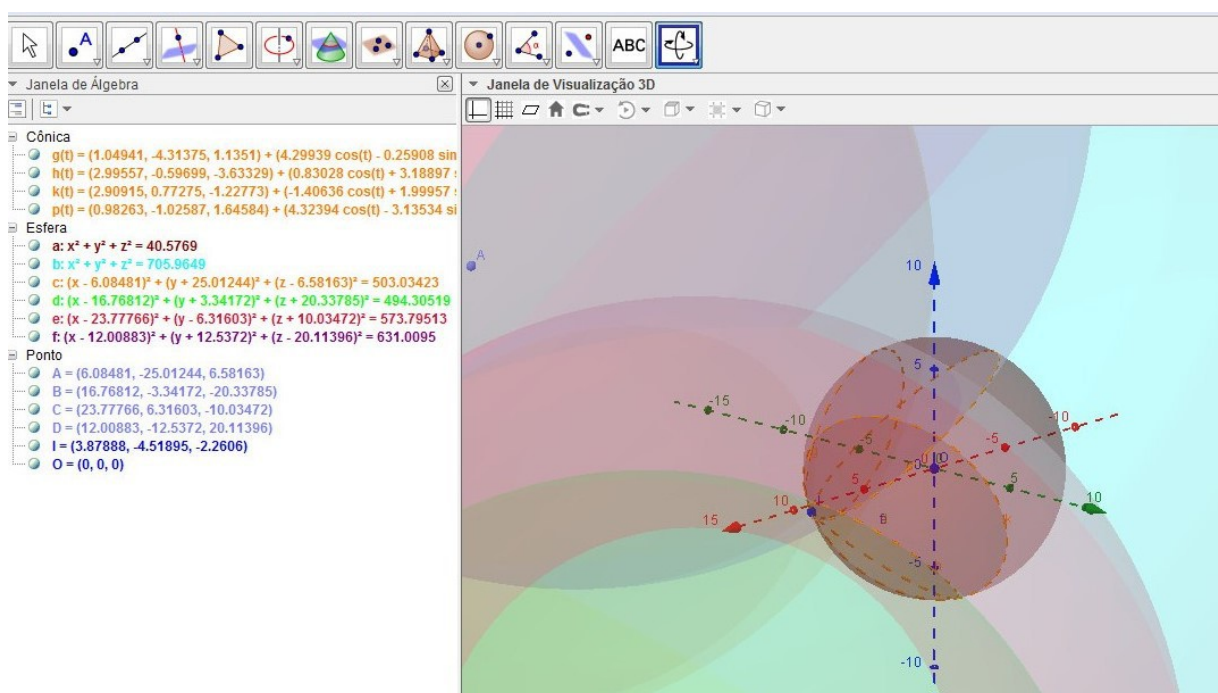 A
ABC
Janela de Álgebra
Janela de Visualização 3D
Cônica
g(t) = (1.04941, -4.31375, 1.1351) + (4.29939 cos(t) - 0.25908 sin
h(t) = (2.99557, -0.59699, -3.63329) + (0.83028 cos(t) + 3.18897
k(t) = (2.90915, 0.77275, -1.22773) + (-1.40636 cos(t) + 1.99957
p(t) = (0.98263, -1.02587, 1.64584) + (4.32394 cos(t) - 3.13534 si
Esfera
a: x² + y² + z² = 40.5769
b: x² + y² + z² = 705.9649
c: (x - 6.08481)² + (y + 25.01244)² + (z - 6.58163)² = 503.03423
d: (x - 16.76812)² + (y + 3.34172)² + (z + 20.33785)² = 494.30519
e: (x - 23.77766)² + (y - 6.31603)² + (z + 10.03472)² = 573.79513
f: (x - 12.00883)² + (y + 12.5372)² + (z - 20.11396)² = 631.0095
Ponto
A = (6.08481, -25.01244, 6.58163)
B = (16.76812, -3.34172, -20.33785)
C = (23.77766, 6.31603, -10.03472)
D = (12.00883, -12.5372, 20.11396)
I = (3.87888, -4.51895, -2.2606)
O = (0, 0, 0)
A
10
5
-15
-10
-5
-10
-5
0
O
5
10
5
10
15
k
-5
-10